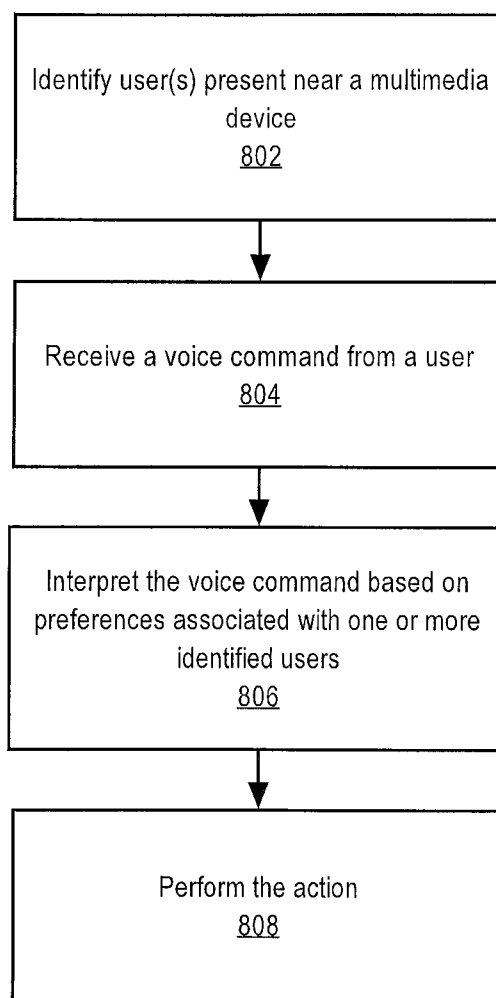 Identify user(s) present near a multimedia
device
802
Receive a voice command from a user
804
Interpret the voice command based on
preferences associated with one or more
identified users
806
Perform the action
808